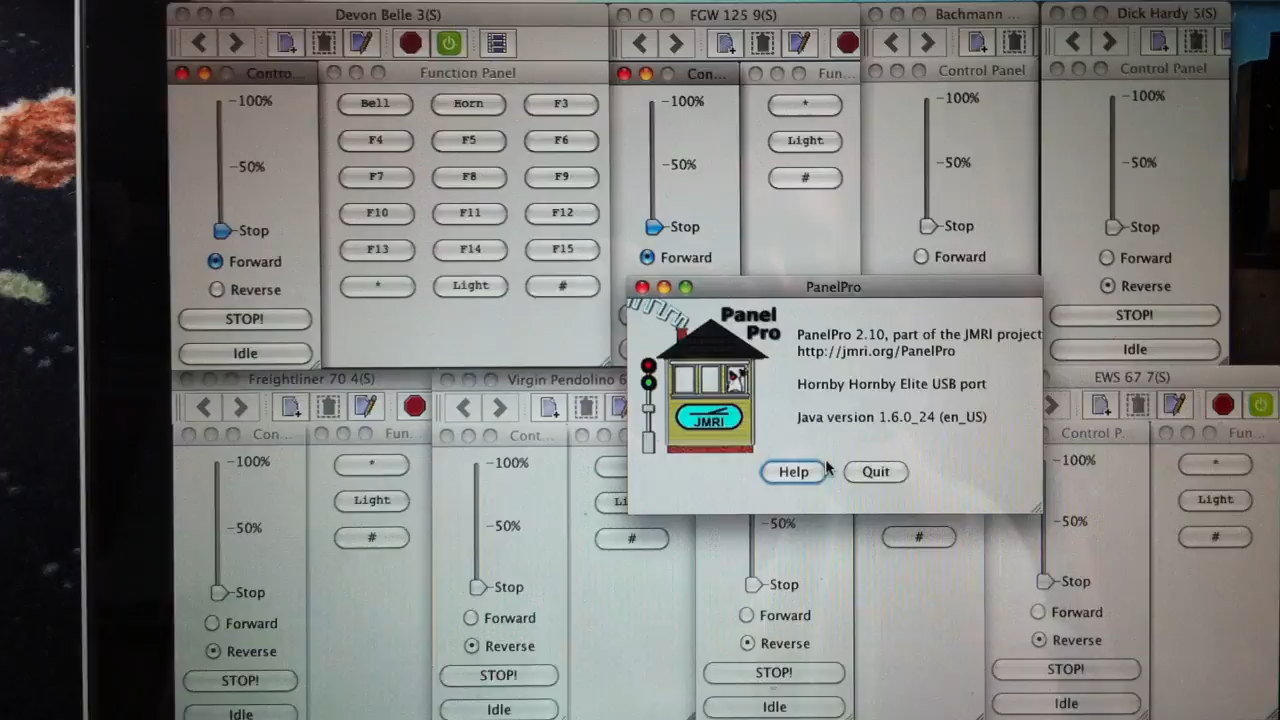 Devon Belle 3(S)
FGW 125 9(S)
Bachmann ...
Dick Hardy 5(S)
Contro...
Function Panel
Con...
Fun...
Control Panel
Control Panel
100%
50%
Stop
Forward
Reverse
STOP!
Idle
Bell
Horn
F3
F4
F5
F6
F7
F8
F9
F10
F11
F12
F13
F14
F15
*
Light
#
100%
50%
Stop
Forward
*
Light
#
100%
50%
Stop
Forward
100%
50%
Stop
Forward
Reverse
STOP!
Idle
PanelPro
Panel
Pro
JMRI
PanelPro 2.10, part of the JMRI project
http://jmri.org/PanelPro
Hornby Hornby Elite USB port
Java version 1.6.0_24 (en_US)
Help
Quit
Freightliner 70 4(S)
Virgin Pendolino 6
EWS 67 7(S)
Con...
Fun...
Cont...
Control P.
Fun...
100%
50%
Stop
Forward
Reverse
STOP!
Idle
*
Light
#
100%
50%
Stop
Forward
Reverse
STOP!
Idle
Li
#
50%
Stop
Forward
Reverse
STOP!
Idle
#
100%
50%
Stop
Forward
Reverse
STOP!
Idle
*
Light
#